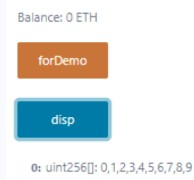 Balance: 0 ETH
forDemo
disp
0: uint256[]: 0,1,2,3,4,5,6,7,8,9